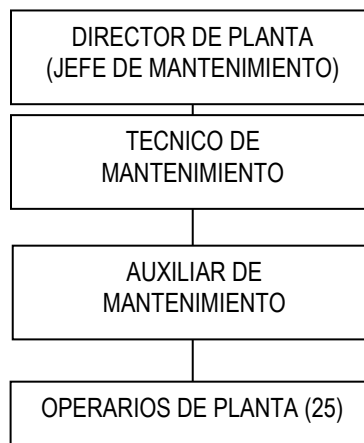 DIRECTOR DE PLANTA
(JEFE DE MANTENIMIENTO)
TECNICO DE
MANTENIMIENTO
AUXILIAR DE
MANTENIMIENTO
OPERARIOS DE PLANTA (25)